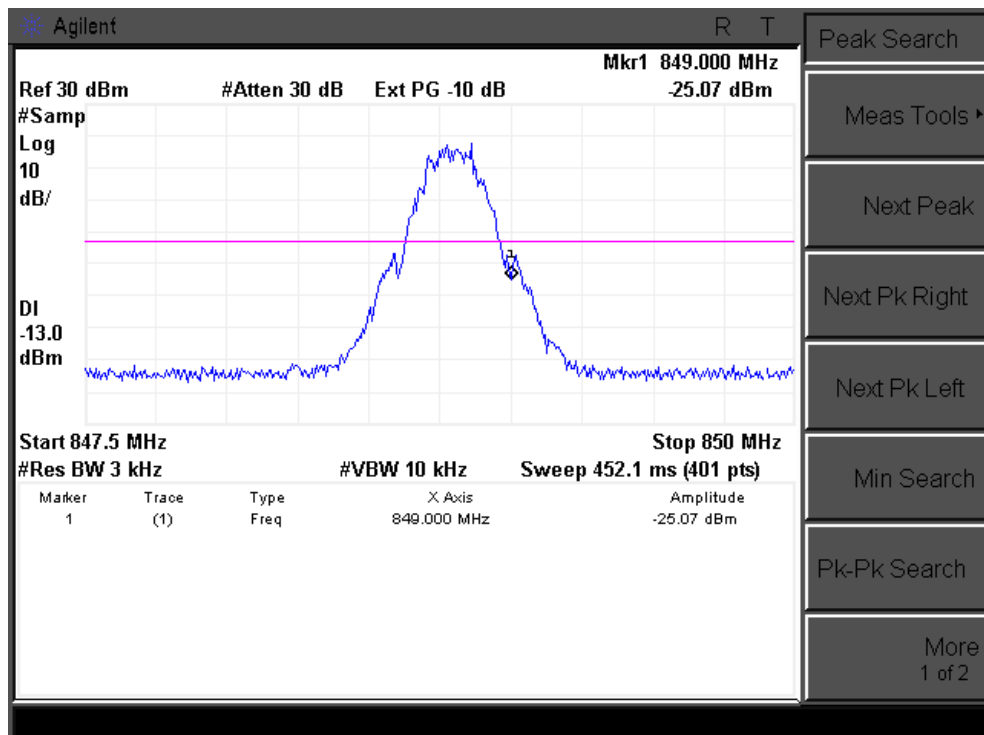 Agilent R T
Mkr1 849.000 MHz
Ref 30 dBm #Atten 30 dB Ext PG -10 dB -25.07 dBm
#Samp
Log
10
dB/
1
DI
-13.0
dBm
Start 847.5 MHz Stop 850 MHz
#Res BW 3 kHz #VBW 10 kHz Sweep 452.1 ms (401 pts)
Marker Trace Type X Axis Amplitude
1 (1) Freq 849.000 MHz -25.07 dBm
Peak Search
Meas Tools
Next Peak
Next Pk Right
Next Pk Left
Min Search
Pk-Pk Search
More
1 of 2